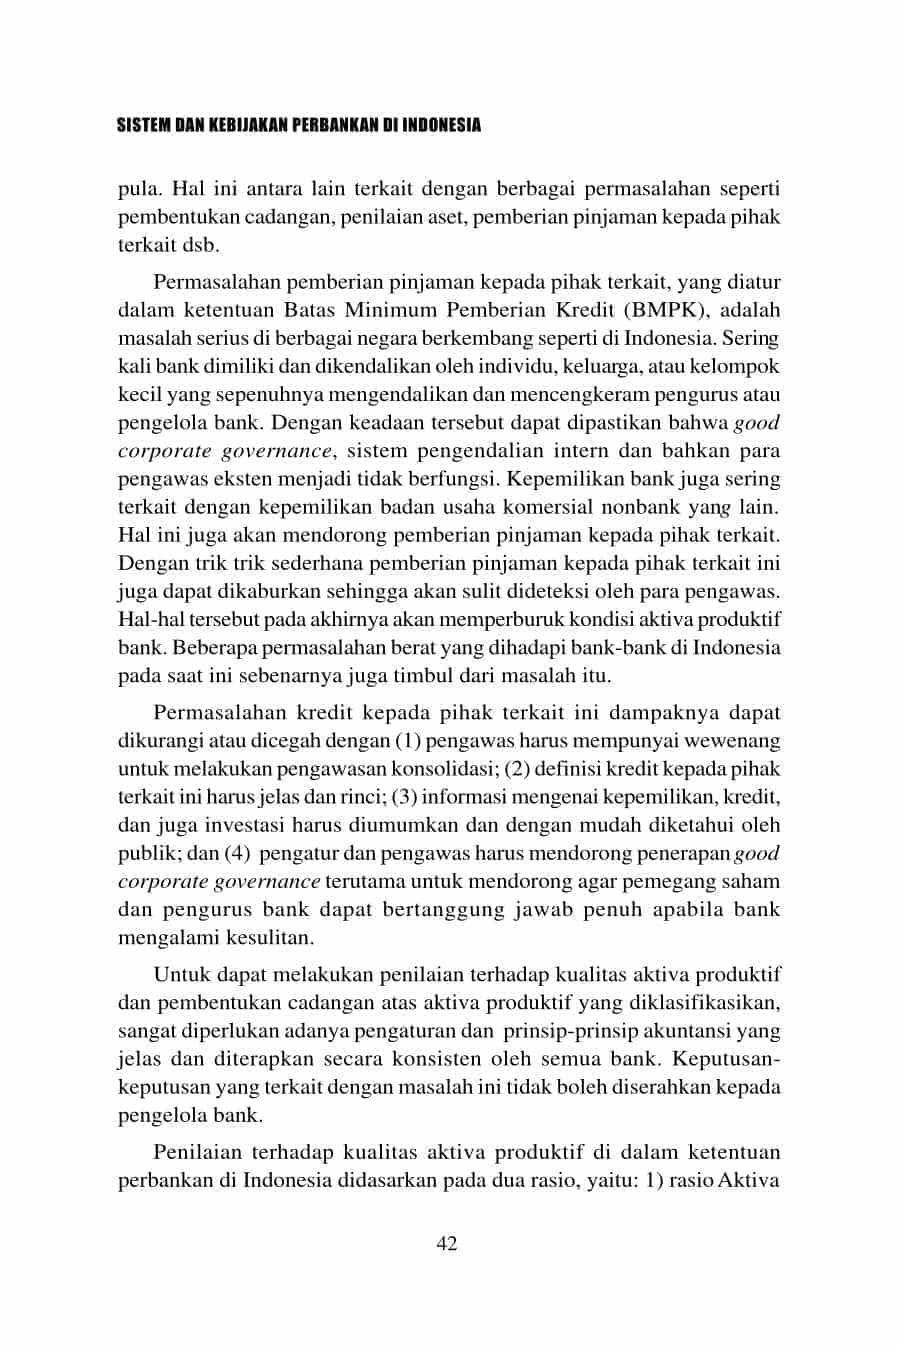 SISTEM DAN KEBIJAKAN PERBANKAN DI INDONESIA
pula. Hal ini antara lain terkait dengan berbagai permasalahan seperti
pembentukan cadangan, penilaian aset, pemberian pinjaman kepada pihak
terkait dsb.
Permasalahan pemberian pinjaman kepada pihak terkait, yang diatur
dalam ketentuan Batas Minimum Pemberian Kredit (BMPK), adalah
masalah serius di berbagai negara berkembang seperti di Indonesia. Sering
kali bank dimiliki dan dikendalikan oleh individu, keluarga, atau kelompok
kecil yang sepenuhnya mengendalikan dan mencengkeram pengurus atau
pengelola bank. Dengan keadaan tersebut dapat dipastikan bahwa good
corporate governance, sistem pengendalian intern dan bahkan para
pengawas eksten menjadi tidak berfungsi. Kepemilikan bank juga sering
terkait dengan kepemilikan badan usaha komersial nonbank yang lain.
Hal ini juga akan mendorong pemberian pinjaman kepada pihak terkait.
Dengan trik trik sederhana pemberian pinjaman kepada pihak terkait ini
juga dapat dikaburkan sehingga akan sulit dideteksi oleh para pengawas.
Hal-hal tersebut pada akhirnya akan memperburuk kondisi aktiva produktif
bank. Beberapa permasalahan berat yang dihadapi bank-bank di Indonesia
pada saat ini sebenarnya juga timbul dari masalah itu.
Permasalahan kredit kepada pihak terkait ini dampaknya dapat
dikurangi atau dicegah dengan (1) pengawas harus mempunyai wewenang
untuk melakukan pengawasan konsolidasi; (2) definisi kredit kepada pihak
terkait ini harus jelas dan rinci; (3) informasi mengenai kepemilikan, kredit,
dan juga investasi harus diumumkan dan dengan mudah diketahui oleh
publik; dan (4) pengatur dan pengawas harus mendorong penerapan good
corporate governance terutama untuk mendorong agar pemegang saham
dan pengurus bank dapat bertanggung jawab penuh apabila bank
mengalami kesulitan.
Untuk dapat melakukan penilaian terhadap kualitas aktiva produktif
dan pembentukan cadangan atas aktiva produktif yang diklasifikasikan,
sangat diperlukan adanya pengaturan dan prinsip-prinsip akuntansi yang
jelas dan diterapkan secara konsisten oleh semua bank. Keputusan-
keputusan yang terkait dengan masalah ini tidak boleh diserahkan kepada
pengelola bank.
Penilaian terhadap kualitas aktiva produktif di dalam ketentuan
perbankan di Indonesia didasarkan pada dua rasio, yaitu: 1) rasio Aktiva
42